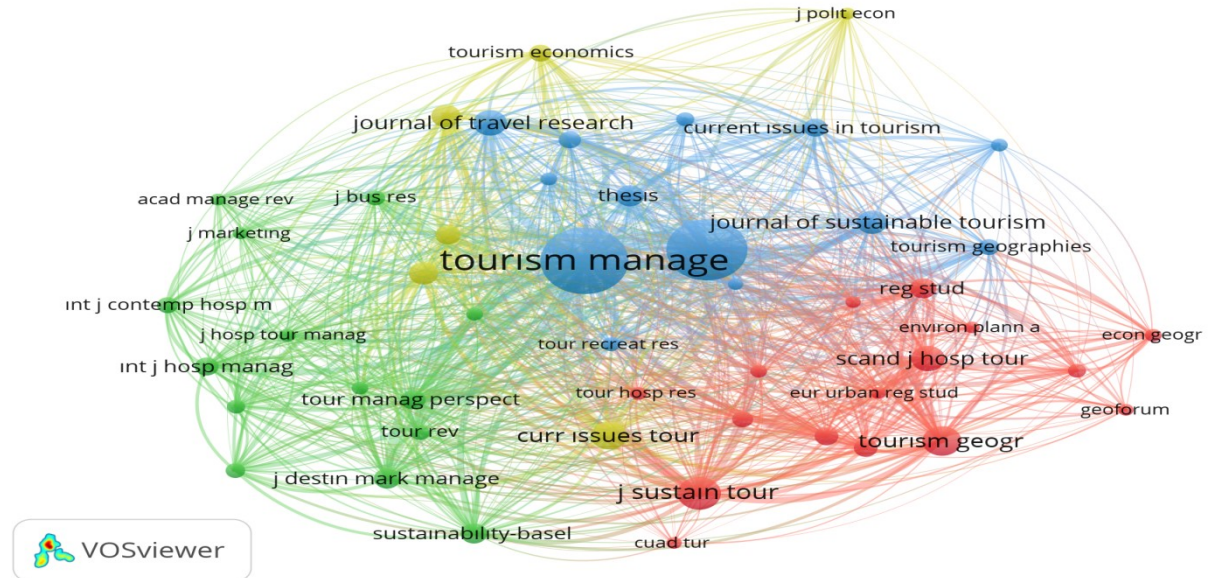 j polit econ
tourism economics
journal of travel research
current issues in tourism
acad manage rev
j bus res
thesis
j marketing
journal of sustainable tourism
tourism geographies
tourism manage
reg stud
int j contemp hosp m
environ plann a
j hosp tour manag
econ geogr
tour recreat res
scand j hosp tour
int j hosp manag
tour hosp res
eur urban reg stud
tour manag perspect
geoforum
tour rev
curr issues tour
tourism geogr
j destin mark manage
j sustain tour
sustainability-basel
cuad tur
VOSviewer